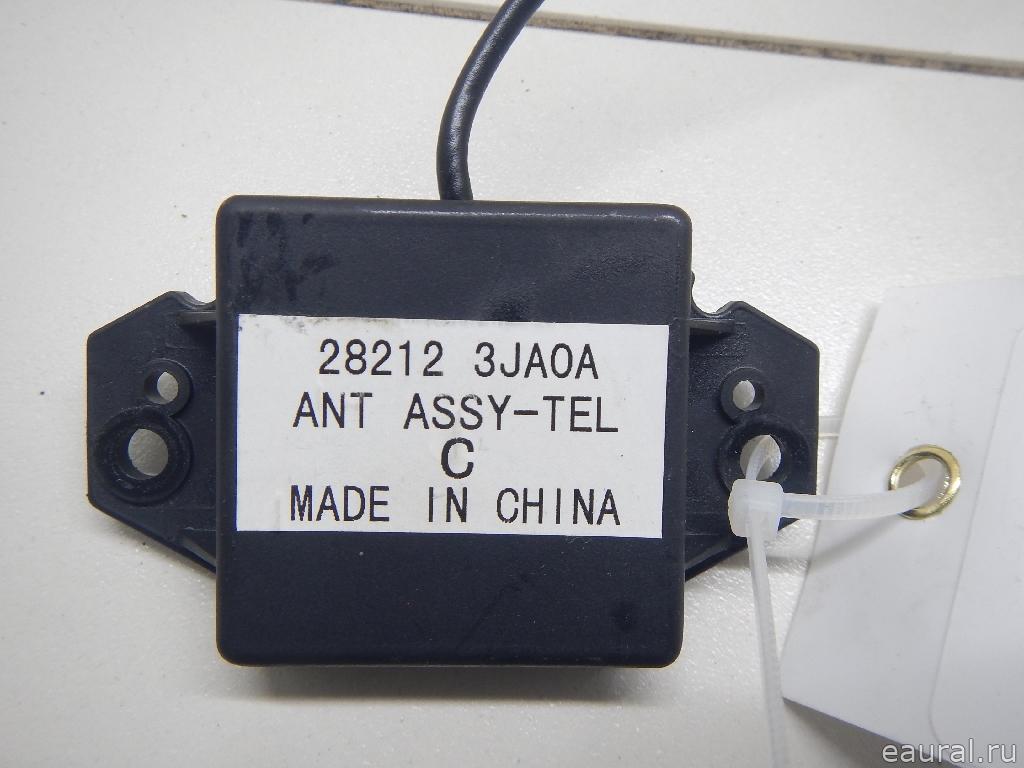 28212 3JA0A
ANT ASSY-TEL
C
MADE IN CHINA
eaural.ru